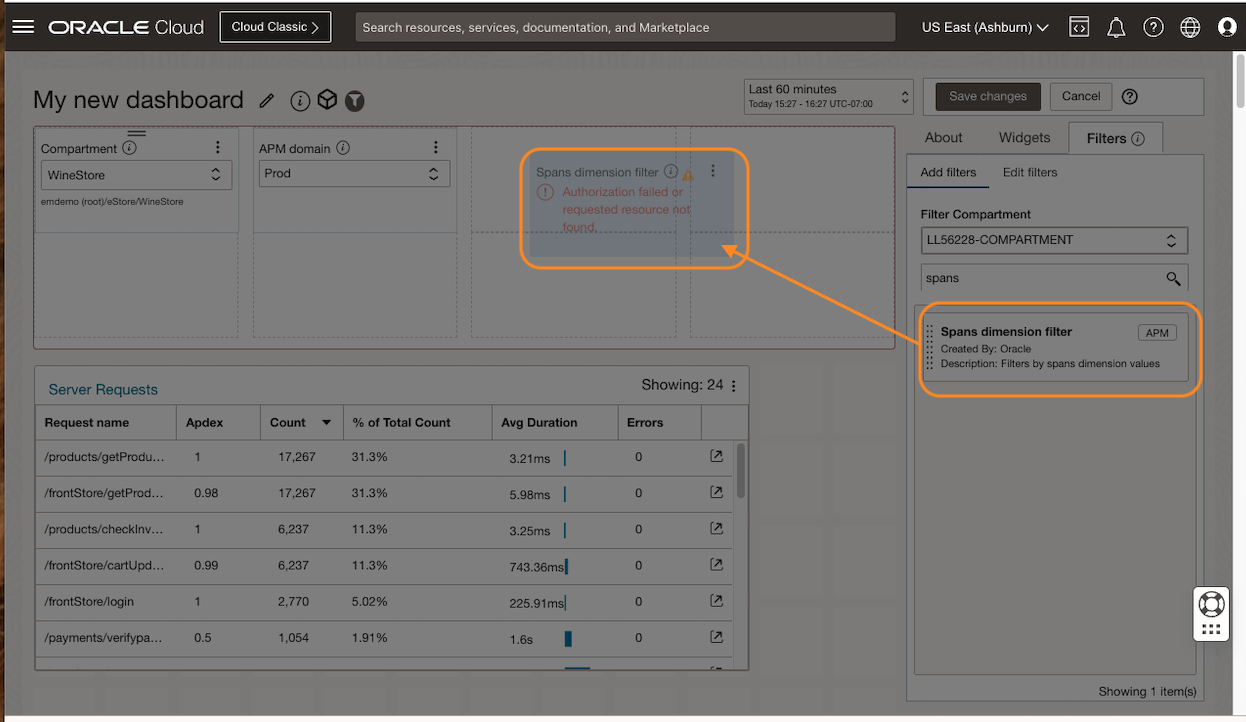 ORACLE Cloud
Cloud Classic
Search resources, services, documentation, and Marketplace
US East (Ashburn)
My new dashboard
Last 60 minutes
Today 15:27 - 16:27 UTC-07:00
Save changes
Cancel
Compartment
WineStore
emdemo (root)/eStore/WineStore
APM domain
Prod
Spans dimension filter
Authorization failed or
requested resource not
found.
About
Widgets
Filters
Add filters
Edit filters
Filter Compartment
LL56228-COMPARTMENT
spans
Spans dimension filter
APM
Created By: Oracle
Description: Filters by spans dimension values
Showing 1 item(s)
Server Requests
Showing: 24
Request name Apdex Count % of Total Count Avg Duration Errors
/products/getProdu... 1 17,267 31.3% 3.21ms 0
/frontStore/getProd... 0.98 17,267 31.3% 5.98ms 0
/products/checkInv... 1 6,237 11.3% 3.25ms 0
/frontStore/cartUpd... 0.99 6,237 11.3% 743.36ms 0
/frontStore/login 1 2,770 5.02% 225.91ms 0
/payments/verifypa... 0.5 1,054 1.91% 1.6s 0